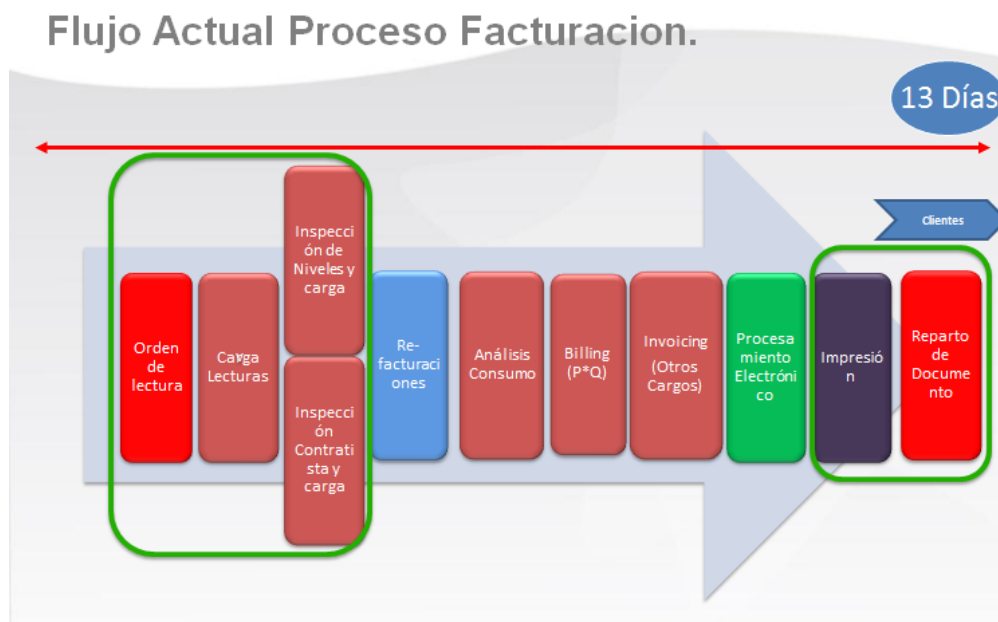 Flujo Actual Proceso Facturacion.
13 Días
Clientes
Orden
de
lectura
Carga
Lecturas
Inspecci
ón de
Niveles y
carga
Inspecci
ón
Contrati
sta y
carga
Re-
facturaci
ones
Análisis
Consumo
Billing
(P*Q)
Invoicing
(Otros
Cargos)
Procesa
miento
Electróni
co
Impresió
n
Reparto
de
Docume
nto